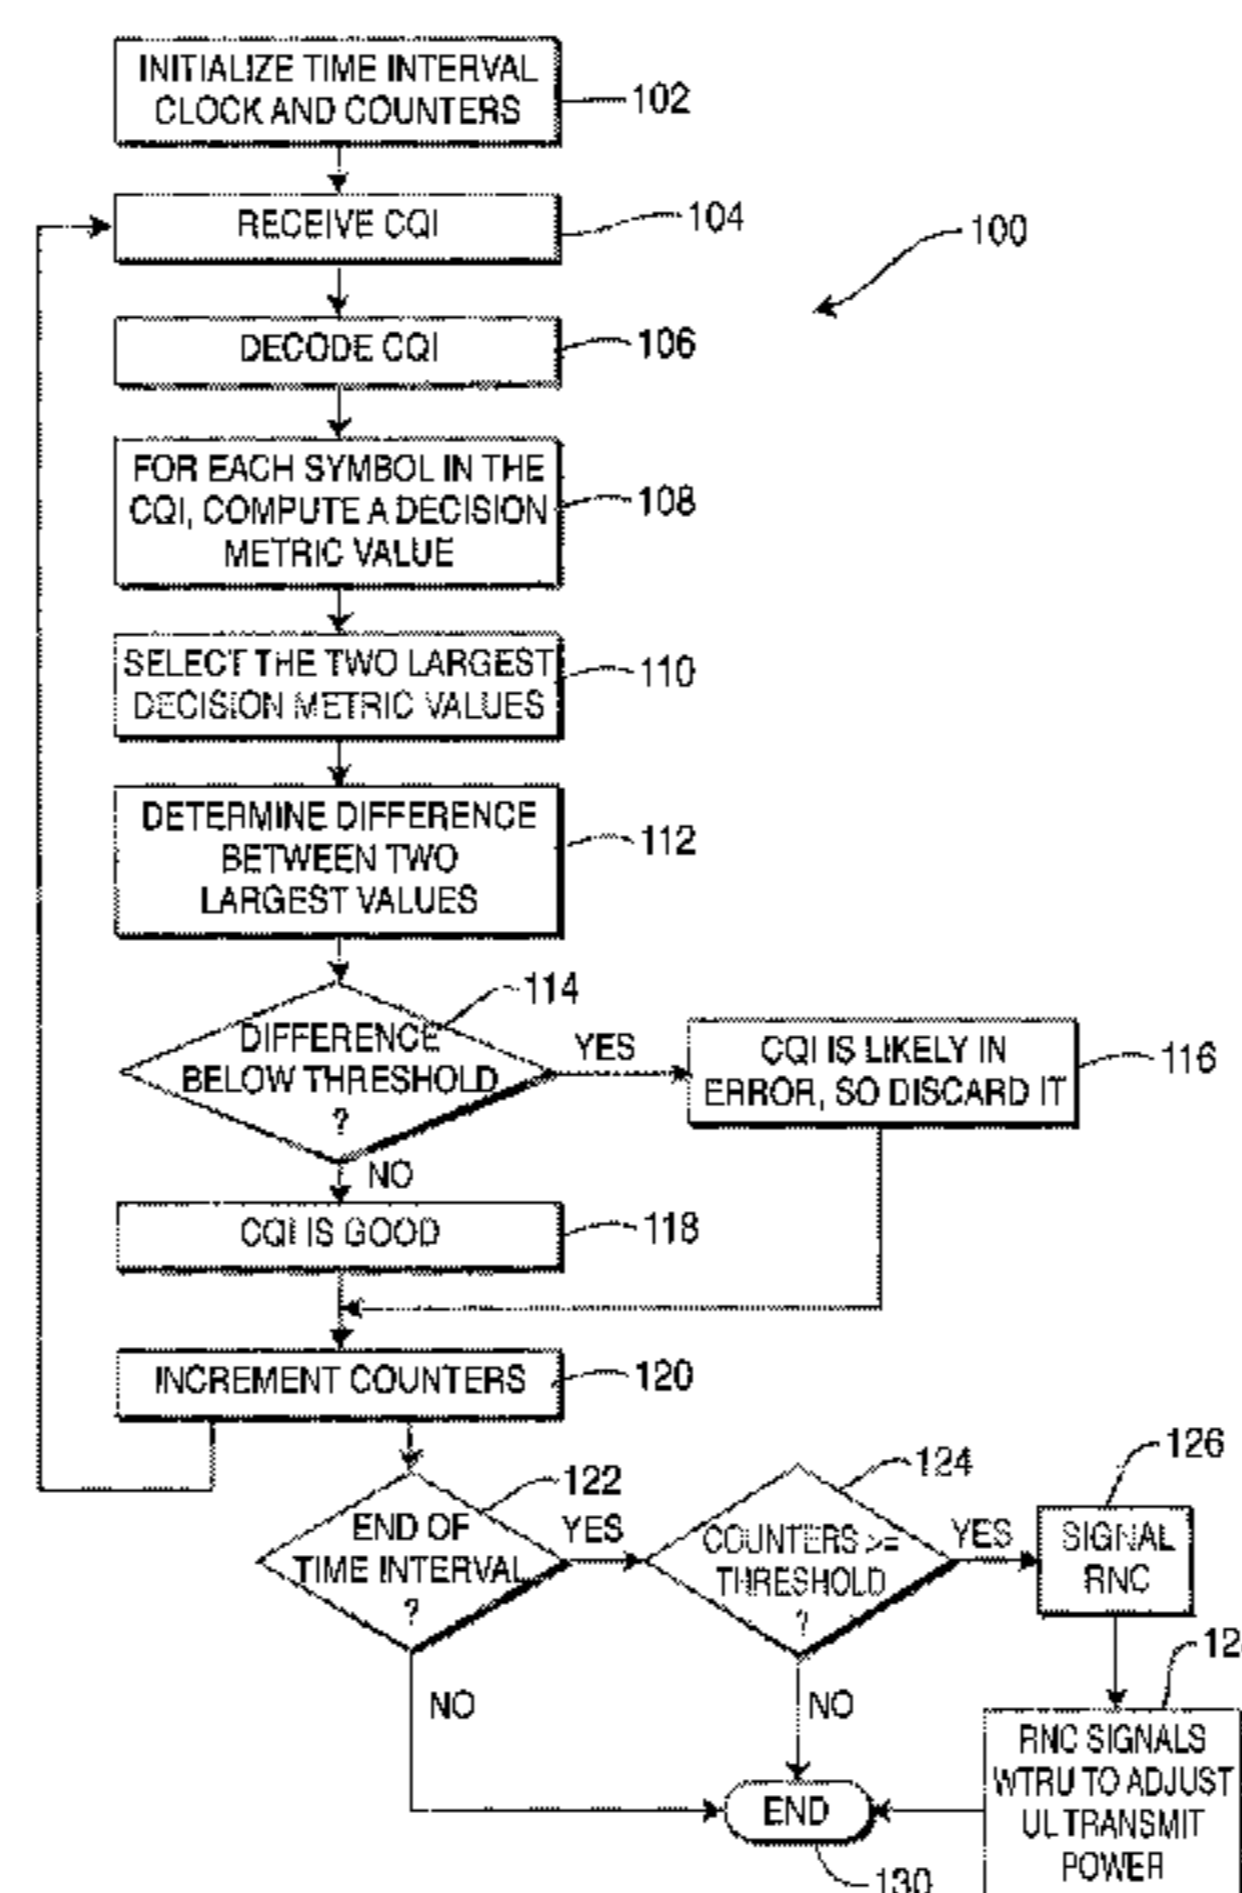 INITIALIZE TIME INTERVAL
CLOCK AND COUNTERS
102
RECEIVE CQI
104
100
DECODE CQI
106
FOR EACH SYMBOL IN THE
CQI, COMPUTE A DECISION
METRIC VALUE
108
SELECT THE TWO LARGEST
DECISION METRIC VALUES
110
DETERMINE DIFFERENCE
BETWEEN TWO
LARGEST VALUES
112
114
DIFFERENCE
BELOW THRESHOLD
?
YES
CQI IS LIKELY IN
ERROR, SO DISCARD IT
116
NO
CQI IS GOOD
118
INCREMENT COUNTERS
120
122
END OF
TIME INTERVAL
?
YES
124
COUNTERS >=
THRESHOLD
?
YES
126
SIGNAL
RNC
NO
NO
RNC SIGNALS
WTRU TO ADJUST
UL TRANSMIT
POWER
END
130